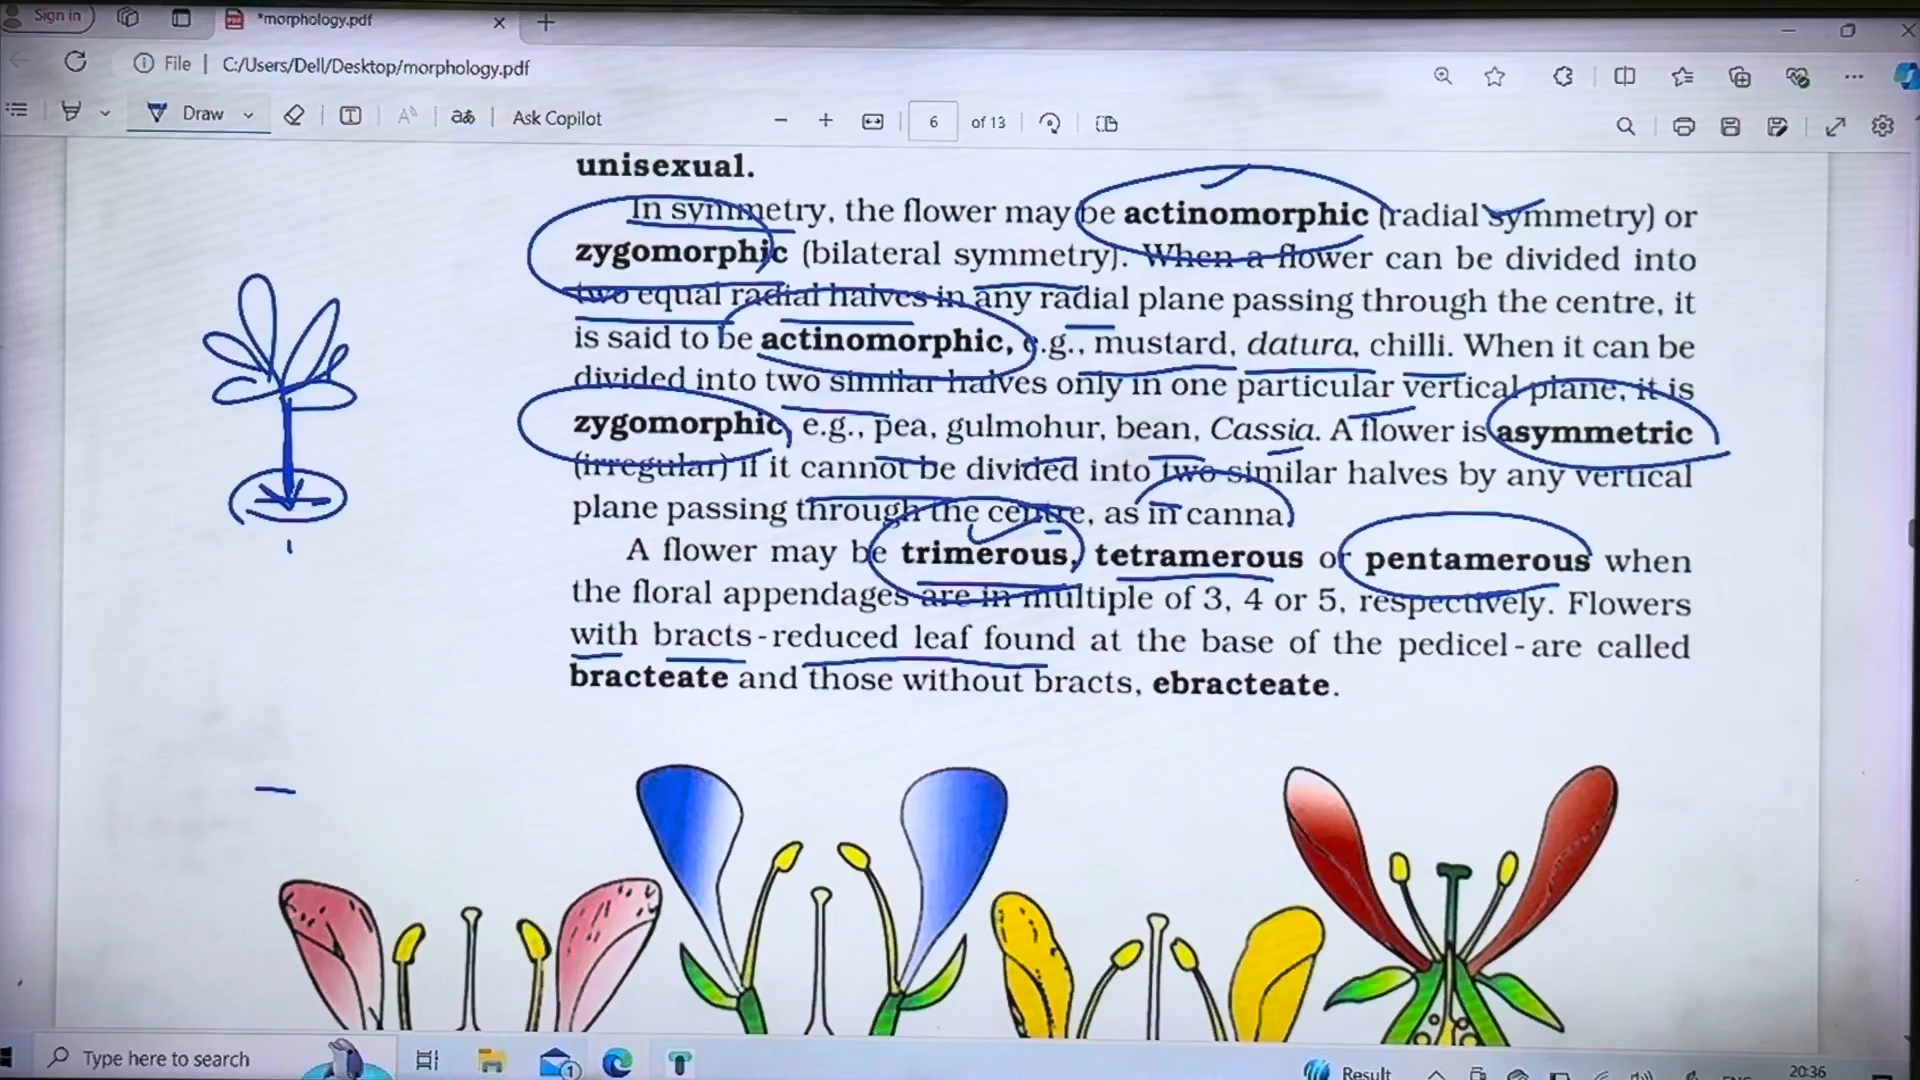 Sign in
*morphology.pdf
File | C:/Users/Dell/Desktop/morphology.pdf
Draw
aあ
Ask Copilot
6 of 13
unisexual.
In symmetry, the flower may be actinomorphic (radial symmetry) or
zygomorphic (bilateral symmetry). When a flower can be divided into
two equal radial halves in any radial plane passing through the centre, it
is said to be actinomorphic, e.g., mustard, datura, chilli. When it can be
divided into two similar halves only in one particular vertical plane, it is
zygomorphic, e.g., pea, gulmohur, bean, Cassia. A flower is asymmetric
(irregular) if it cannot be divided into two similar halves by any vertical
plane passing through the centre, as in canna.
A flower may be trimerous, tetramerous or pentamerous when
the floral appendages are in multiple of 3, 4 or 5, respectively. Flowers
with bracts-reduced leaf found at the base of the pedicel-are called
bracteate and those without bracts, ebracteate.
Type here to search
1
Result
20:36